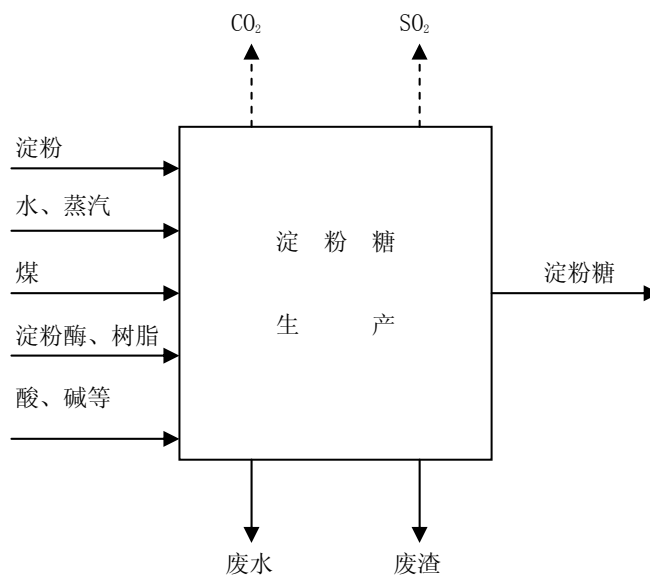 CO₂ SO₂
淀粉
水、蒸汽
煤
淀粉酶、树脂
酸、碱等
淀 粉 糖
生 产
淀粉糖
废水 废渣